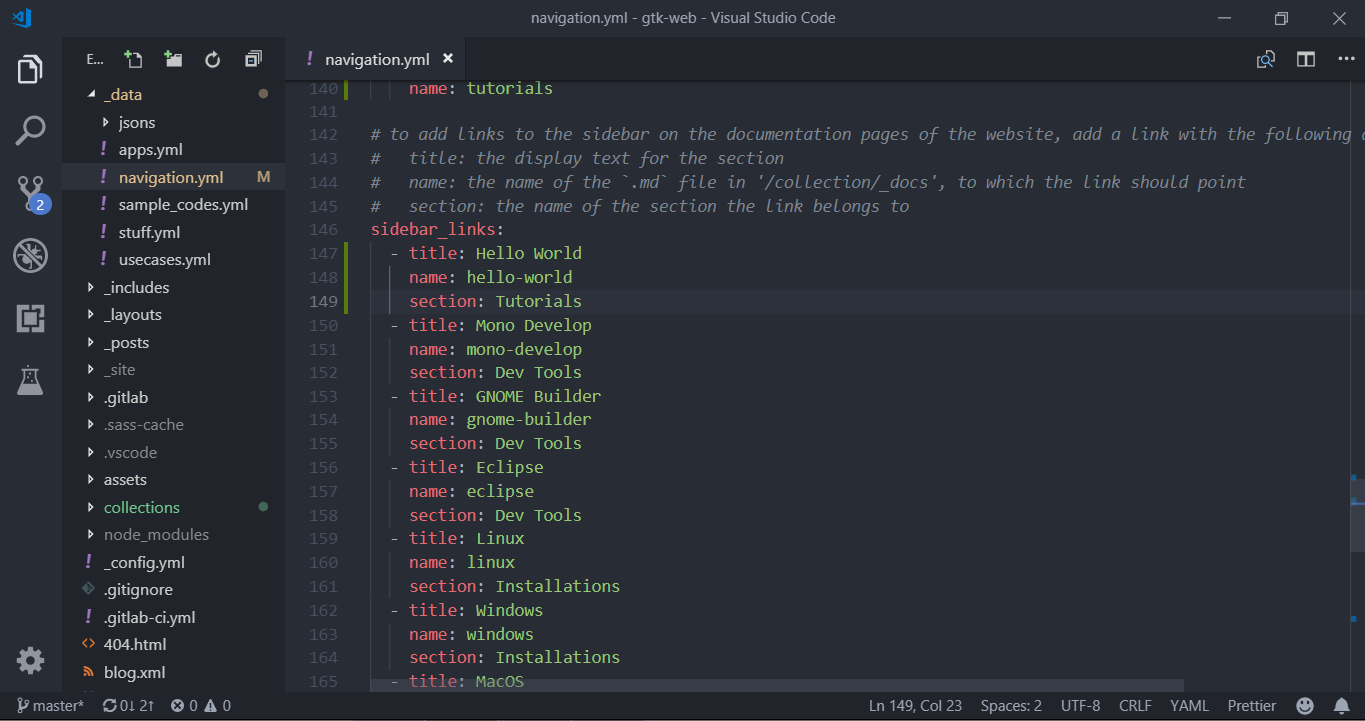 navigation.yml - gtk-web - Visual Studio Code
E...
! navigation.yml ×
_data
jsons
! apps.yml
! navigation.yml M
! sample_codes.yml
! stuff.yml
! usecases.yml
_includes
_layouts
_posts
_site
.gitlab
.sass-cache
.vscode
assets
collections
node_modules
! _config.yml
.gitignore
! .gitlab-ci.yml
<> 404.html
blog.xml
2
140 name: tutorials
141
142 # to add links to the sidebar on the documentation pages of the website, add a link with the following
143 # title: the display text for the section
144 # name: the name of the `.md` file in '/collection/_docs', to which the link should point
145 # section: the name of the section the link belongs to
146 sidebar_links:
147 - title: Hello World
148 name: hello-world
149 section: Tutorials
150 - title: Mono Develop
151 name: mono-develop
152 section: Dev Tools
153 - title: GNOME Builder
154 name: gnome-builder
155 section: Dev Tools
156 - title: Eclipse
157 name: eclipse
158 section: Dev Tools
159 - title: Linux
160 name: linux
161 section: Installations
162 - title: Windows
163 name: windows
164 section: Installations
165 - title: MacOS
master* 0↓ 2↑ 0 0 Ln 149, Col 23 Spaces: 2 UTF-8 CRLF YAML Prettier